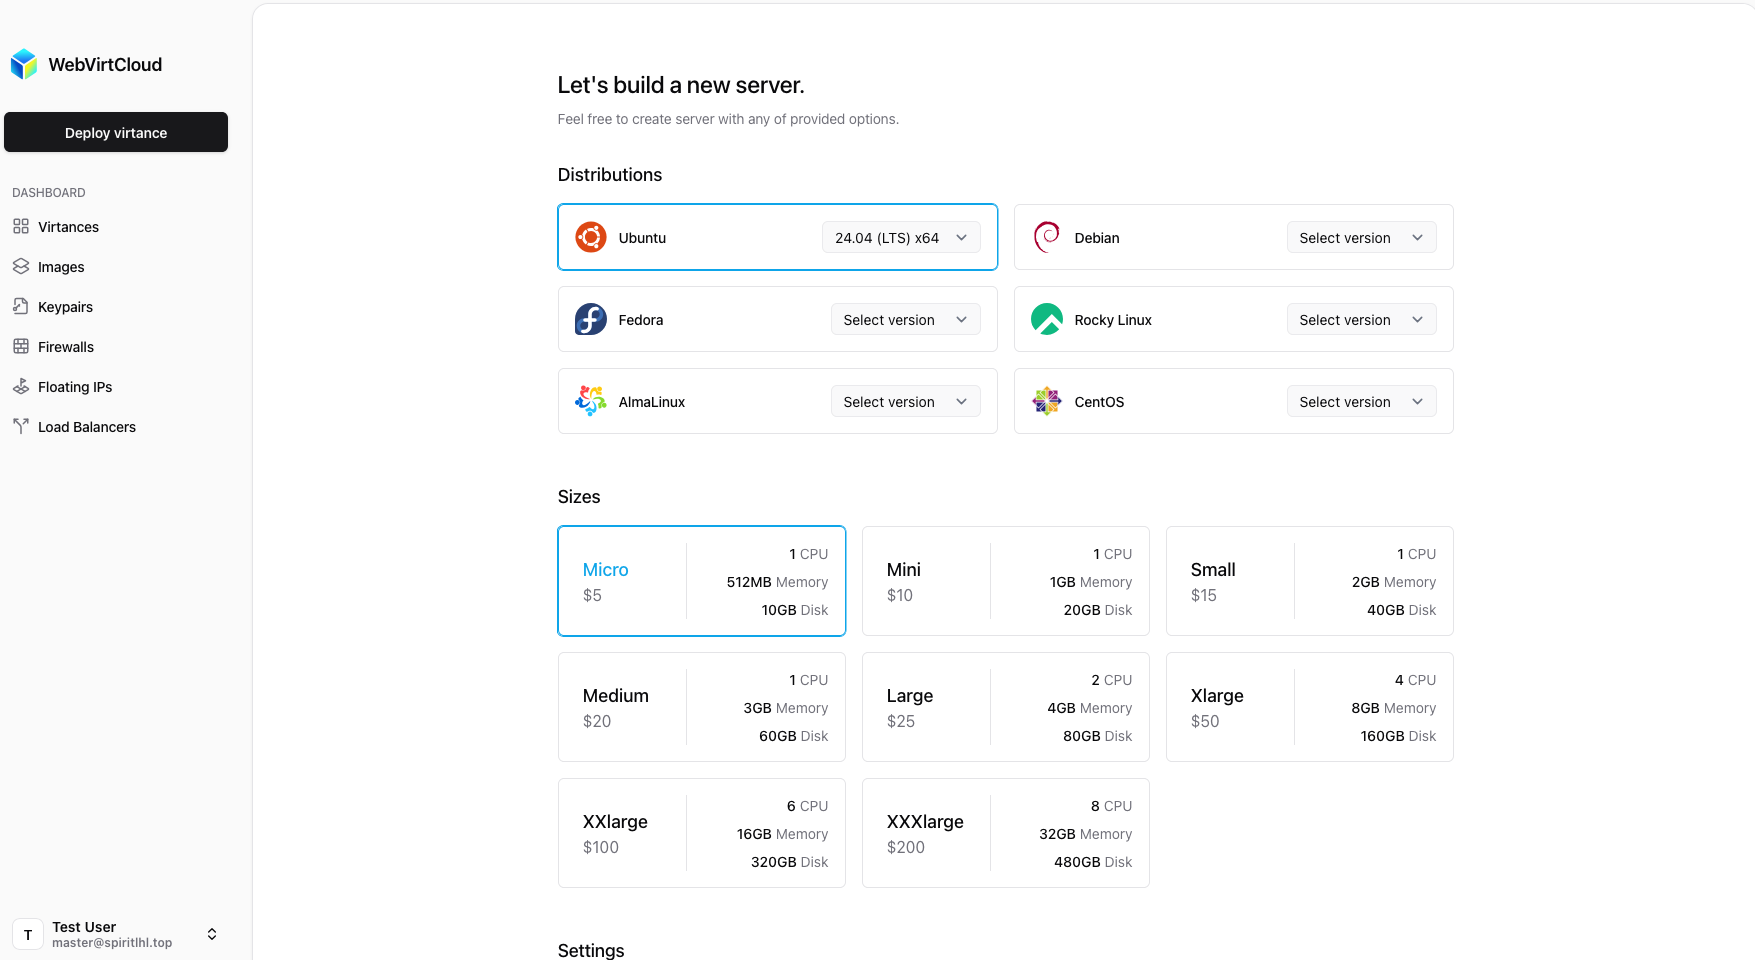 WebVirtCloud
Deploy virtance
DASHBOARD
Virtances
Images
Keypairs
Firewalls
Floating IPs
Load Balancers
T
Test User
master@spiritlhl.top
Let's build a new server.
Feel free to create server with any of provided options.
Distributions
Ubuntu
24.04 (LTS) x64
Debian
Select version
Fedora
Select version
Rocky Linux
Select version
AlmaLinux
Select version
CentOS
Select version
Sizes
Micro
$5
1 CPU
512MB Memory
10GB Disk
Mini
$10
1 CPU
1GB Memory
20GB Disk
Small
$15
1 CPU
2GB Memory
40GB Disk
Medium
$20
1 CPU
3GB Memory
60GB Disk
Large
$25
2 CPU
4GB Memory
80GB Disk
Xlarge
$50
4 CPU
8GB Memory
160GB Disk
XXlarge
$100
6 CPU
16GB Memory
320GB Disk
XXXlarge
$200
8 CPU
32GB Memory
480GB Disk
Settings